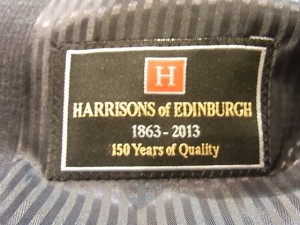 H
HARRISONS of EDINBURGH
1863-2013
150 Years of Quality